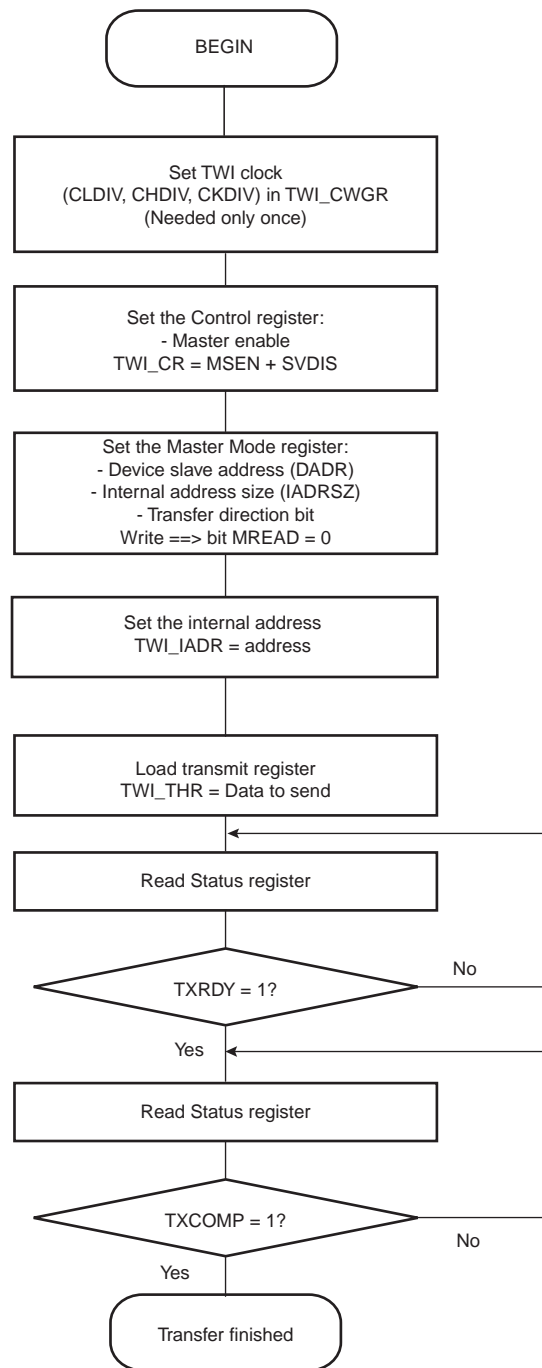 BEGIN
Set TWI clock
(CLDIV, CHDIV, CKDIV) in TWI_CWGR
(Needed only once)
Set the Control register:
- Master enable
TWI_CR = MSEN + SVDIS
Set the Master Mode register:
- Device slave address (DADR)
- Internal address size (IADRSZ)
- Transfer direction bit
Write ==> bit MREAD = 0
Set the internal address
TWI_IADR = address
Load transmit register
TWI_THR = Data to send
Read Status register
No
TXRDY = 1?
Yes
Read Status register
TXCOMP = 1?
No
Yes
Transfer finished